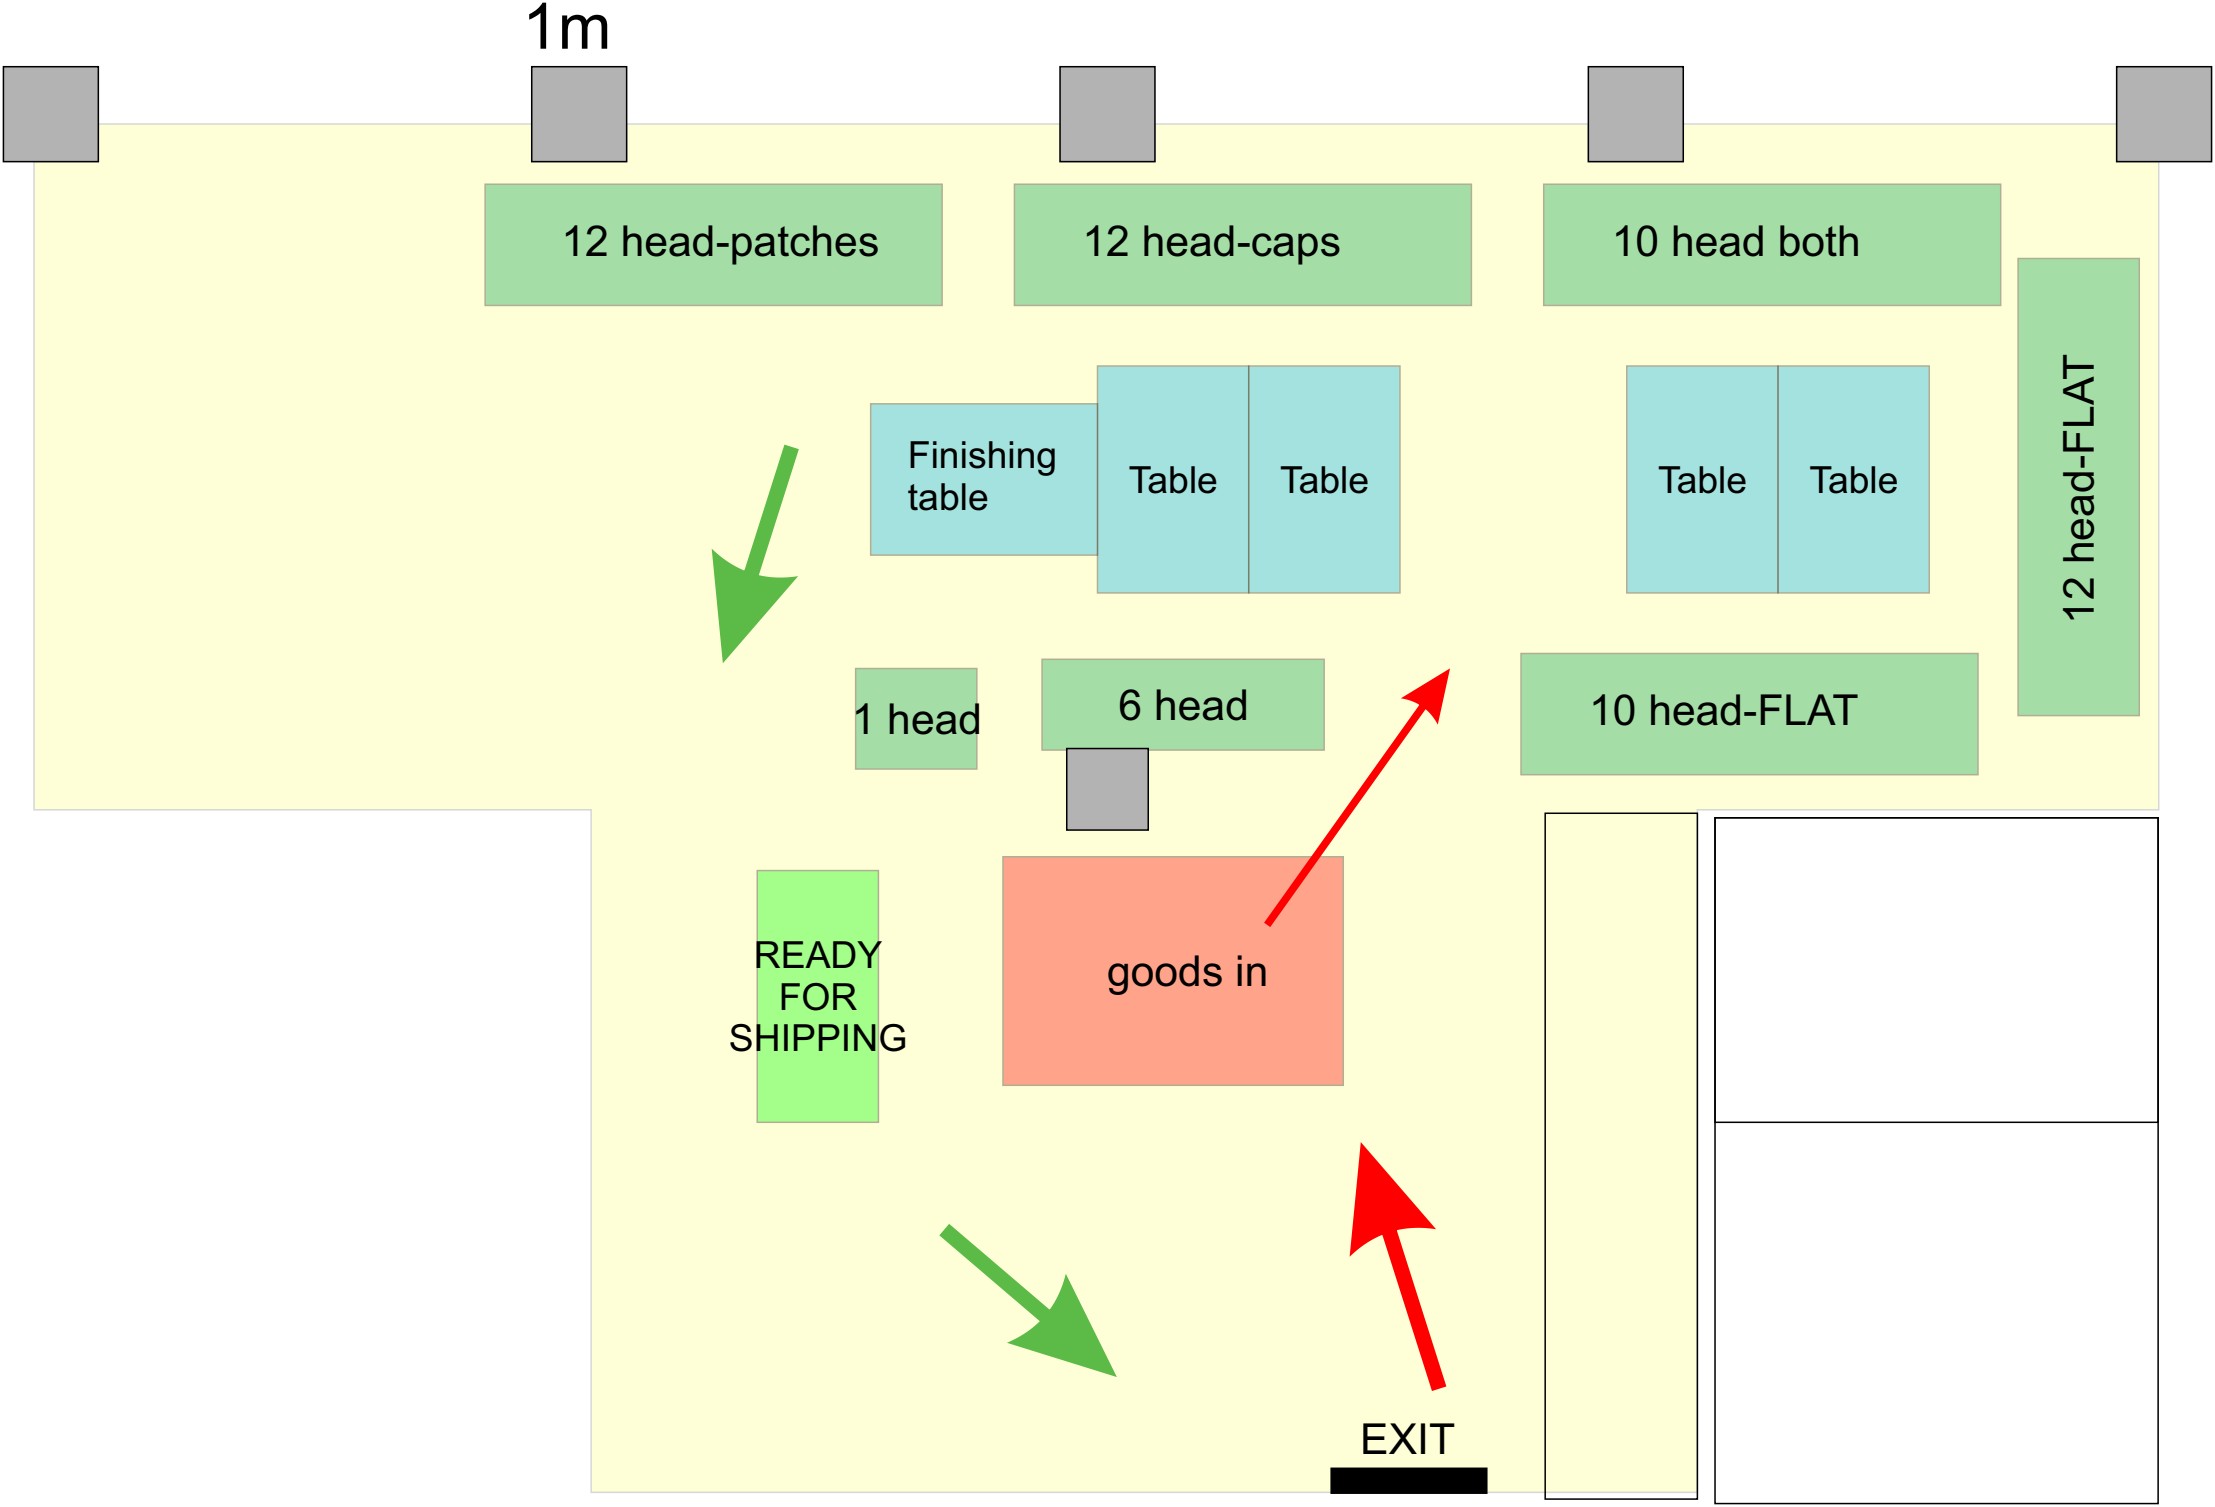 1m
12 head-patches
12 head-caps
10 head both
12 head-FLAT
Finishing
table
Table
Table
Table
Table
1 head
6 head
10 head-FLAT
READY
FOR
SHIPPING
goods in
EXIT